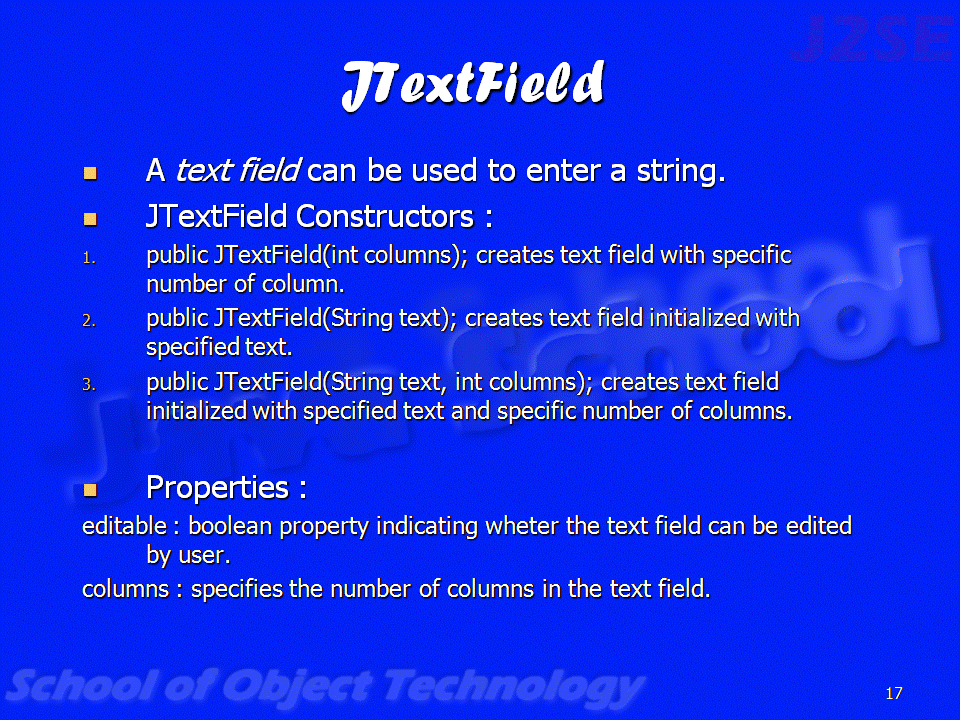 J2SE
JTextField
A text field can be used to enter a string.
JTextField Constructors :
1. public JTextField(int columns); creates text field with specific
number of column.
2. public JTextField(String text); creates text field initialized with
specified text.
3. public JTextField(String text, int columns); creates text field
initialized with specified text and specific number of columns.
Java School
Properties :
editable : boolean property indicating wheter the text field can be edited
by user.
columns : specifies the number of columns in the text field.
School of Object Technology
17